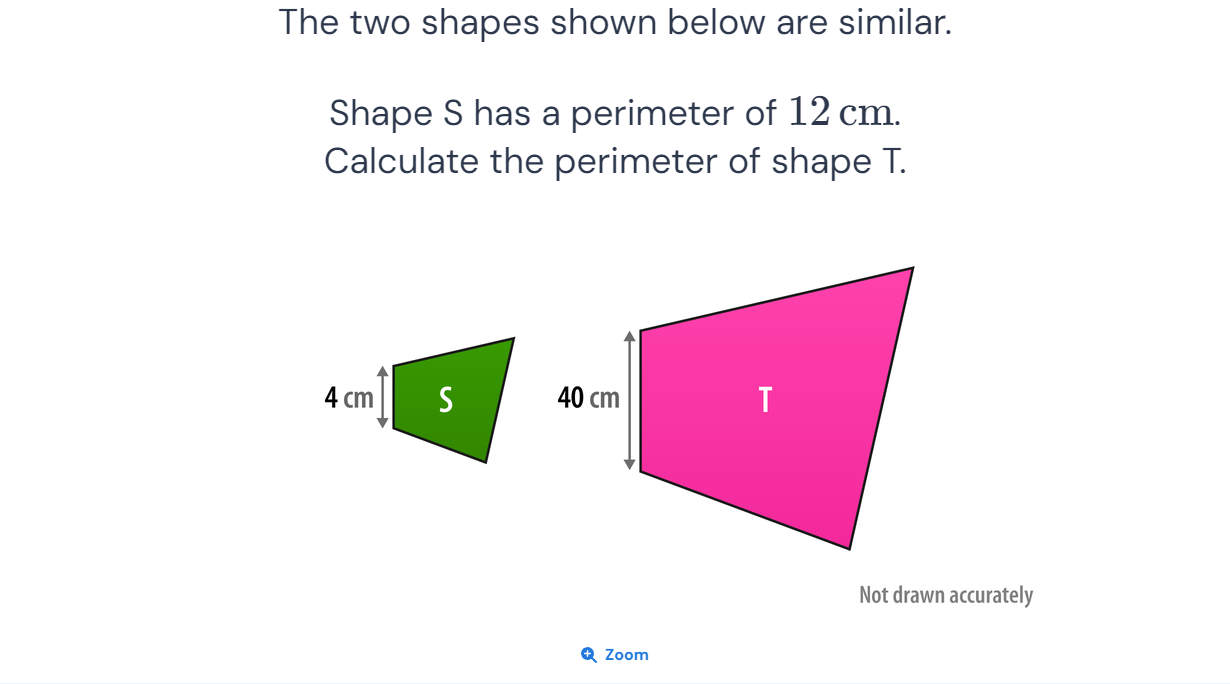 The two shapes shown below are similar.
Shape S has a perimeter of 12 cm.
Calculate the perimeter of shape T.
4 cm
S
40 cm
T
Not drawn accurately
Zoom